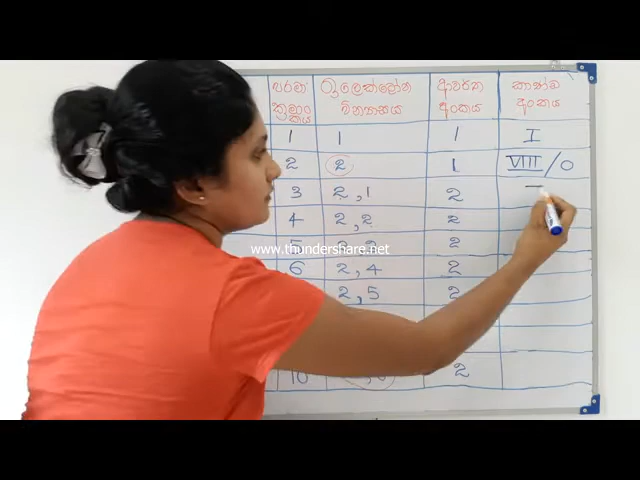 පරමා ඉලෙක්ට්‍රෝන ආවර්ත කාණ්ඩ
ක්‍රමාංකය වින්‍යාසය අංකය අංකය
1 1 1 I
2 2 1 VIII/0
3 2,1 2
4 2,2 2
5 2
www.thundershare.net
6 2,4 2
2,5 2
10 2